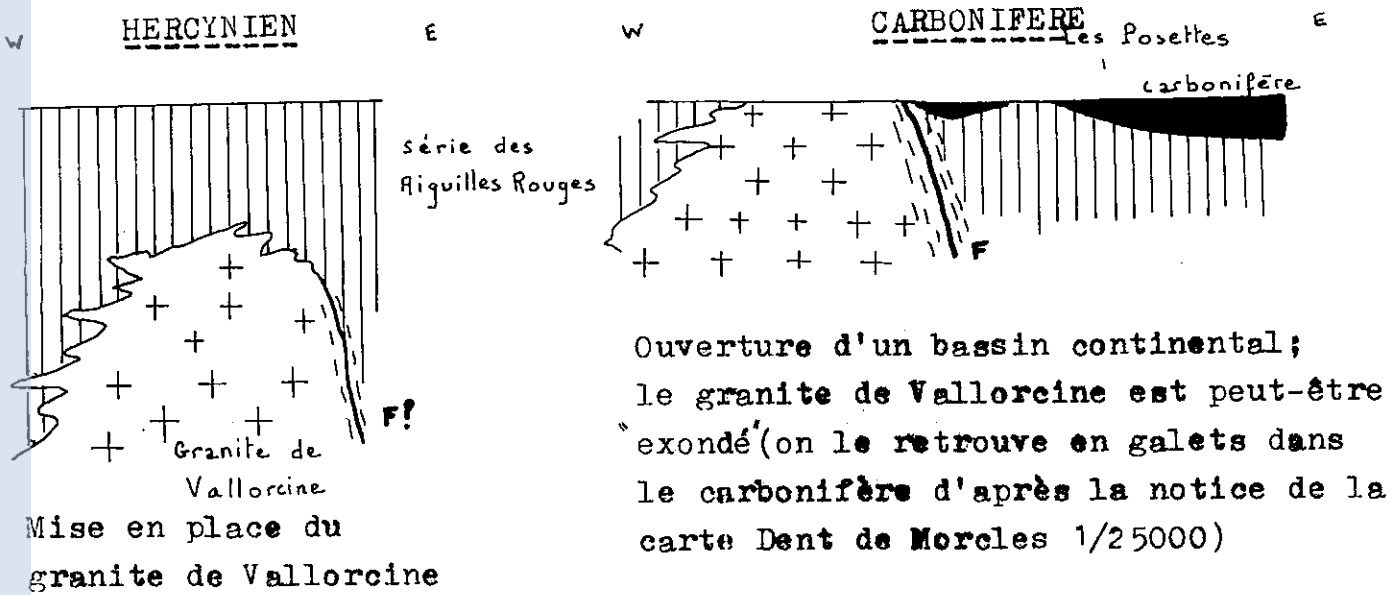 W HERCYNIEN E
série des
Aiguilles Rouges
F?
Granite de
Vallorcine
Mise en place du
granite de Vallorcine
W CARBONIFERE E
Les Posettes
carbonifère
F
Ouverture d'un bassin continental;
le granite de Vallorcine est peut-être
"exondé"(on le retrouve en galets dans
le carbonifère d'après la notice de la
carte Dent de Morcles 1/25000)